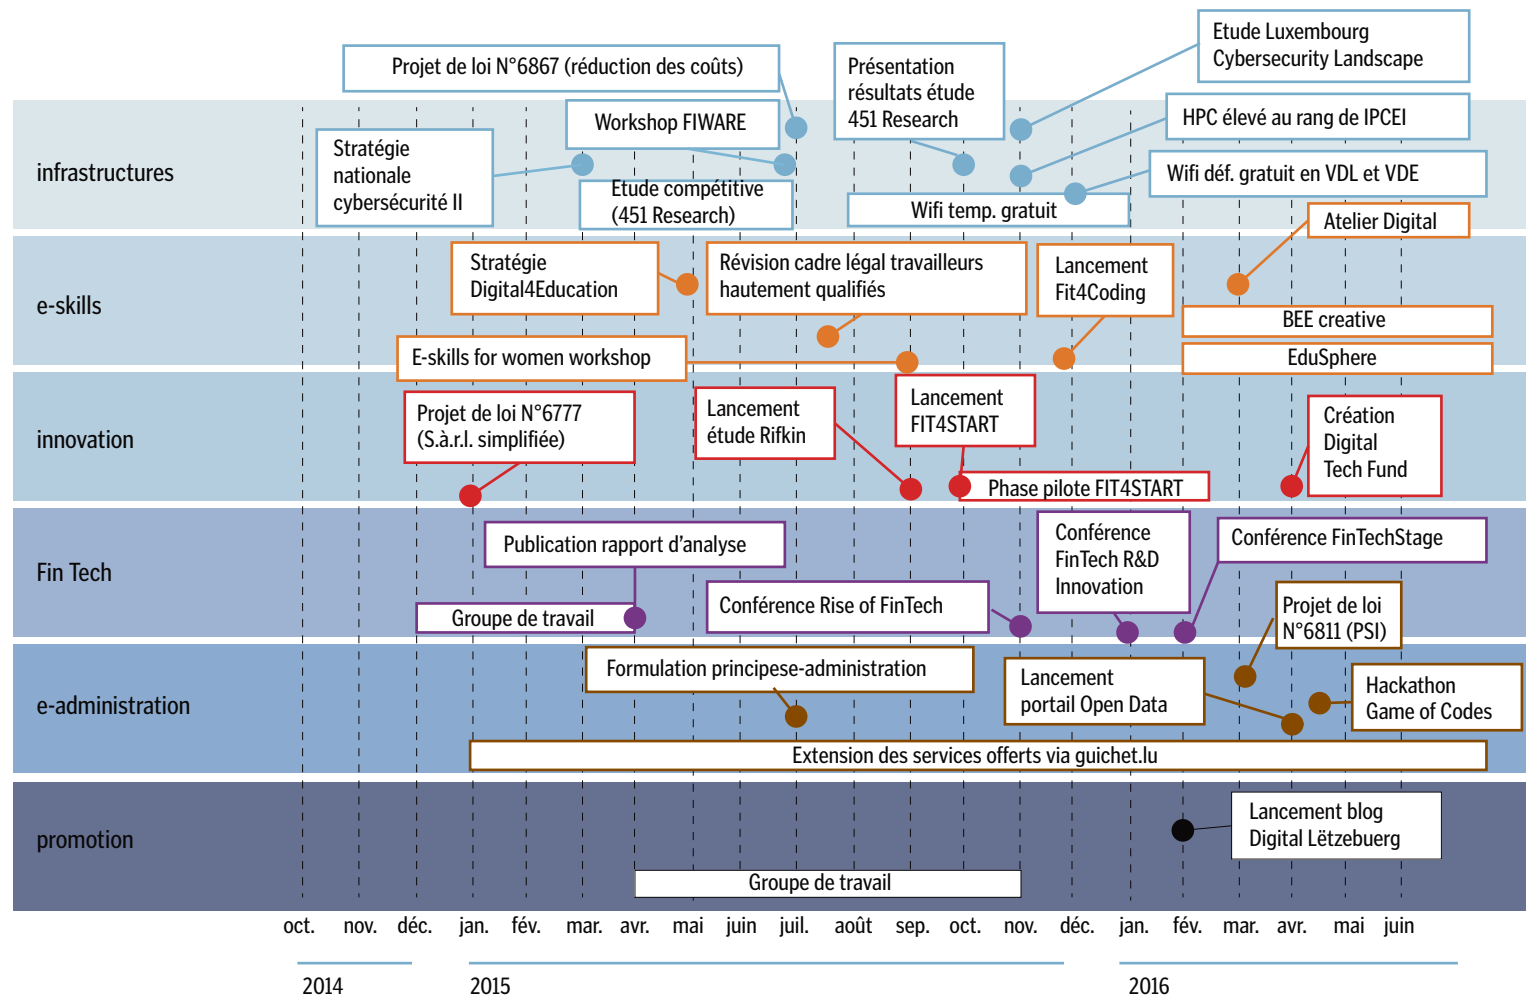 Projet de loi N°6867 (réduction des coûts)
Présentation
résultats étude
451 Research
Etude Luxembourg
Cybersecurity Landscape
infrastructures
Stratégie
nationale
cybersécurité II
Workshop FIWARE
Etude compétitive
(451 Research)
HPC élevé au rang de IPCEI
Wifi déf. gratuit en VDL et VDE
Wifi temp. gratuit
Atelier Digital
e-skills
Stratégie
Digital4Education
Révision cadre légal travailleurs
hautement qualifiés
Lancement
Fit4Coding
BEE creative
E-skills for women workshop
EduSphere
innovation
Projet de loi N°6777
(S.à.r.l. simplifiée)
Lancement
étude Rifkin
Lancement
FIT4START
Phase pilote FIT4START
Création
Digital
Tech Fund
Fin Tech
Publication rapport d’analyse
Groupe de travail
Conférence Rise of FinTech
Conférence
FinTech R&D
Innovation
Conférence FinTechStage
Projet de loi
N°6811 (PSI)
e-administration
Formulation principese-administration
Lancement
portail Open Data
Hackathon
Game of Codes
Extension des services offerts via guichet.lu
promotion
Lancement blog
Digital Lëtzebuerg
Groupe de travail
oct. nov. déc. jan. fév. mar. avr. mai juin juil. août sep. oct. nov. déc. jan. fév. mar. avr. mai juin
2014 2015 2016